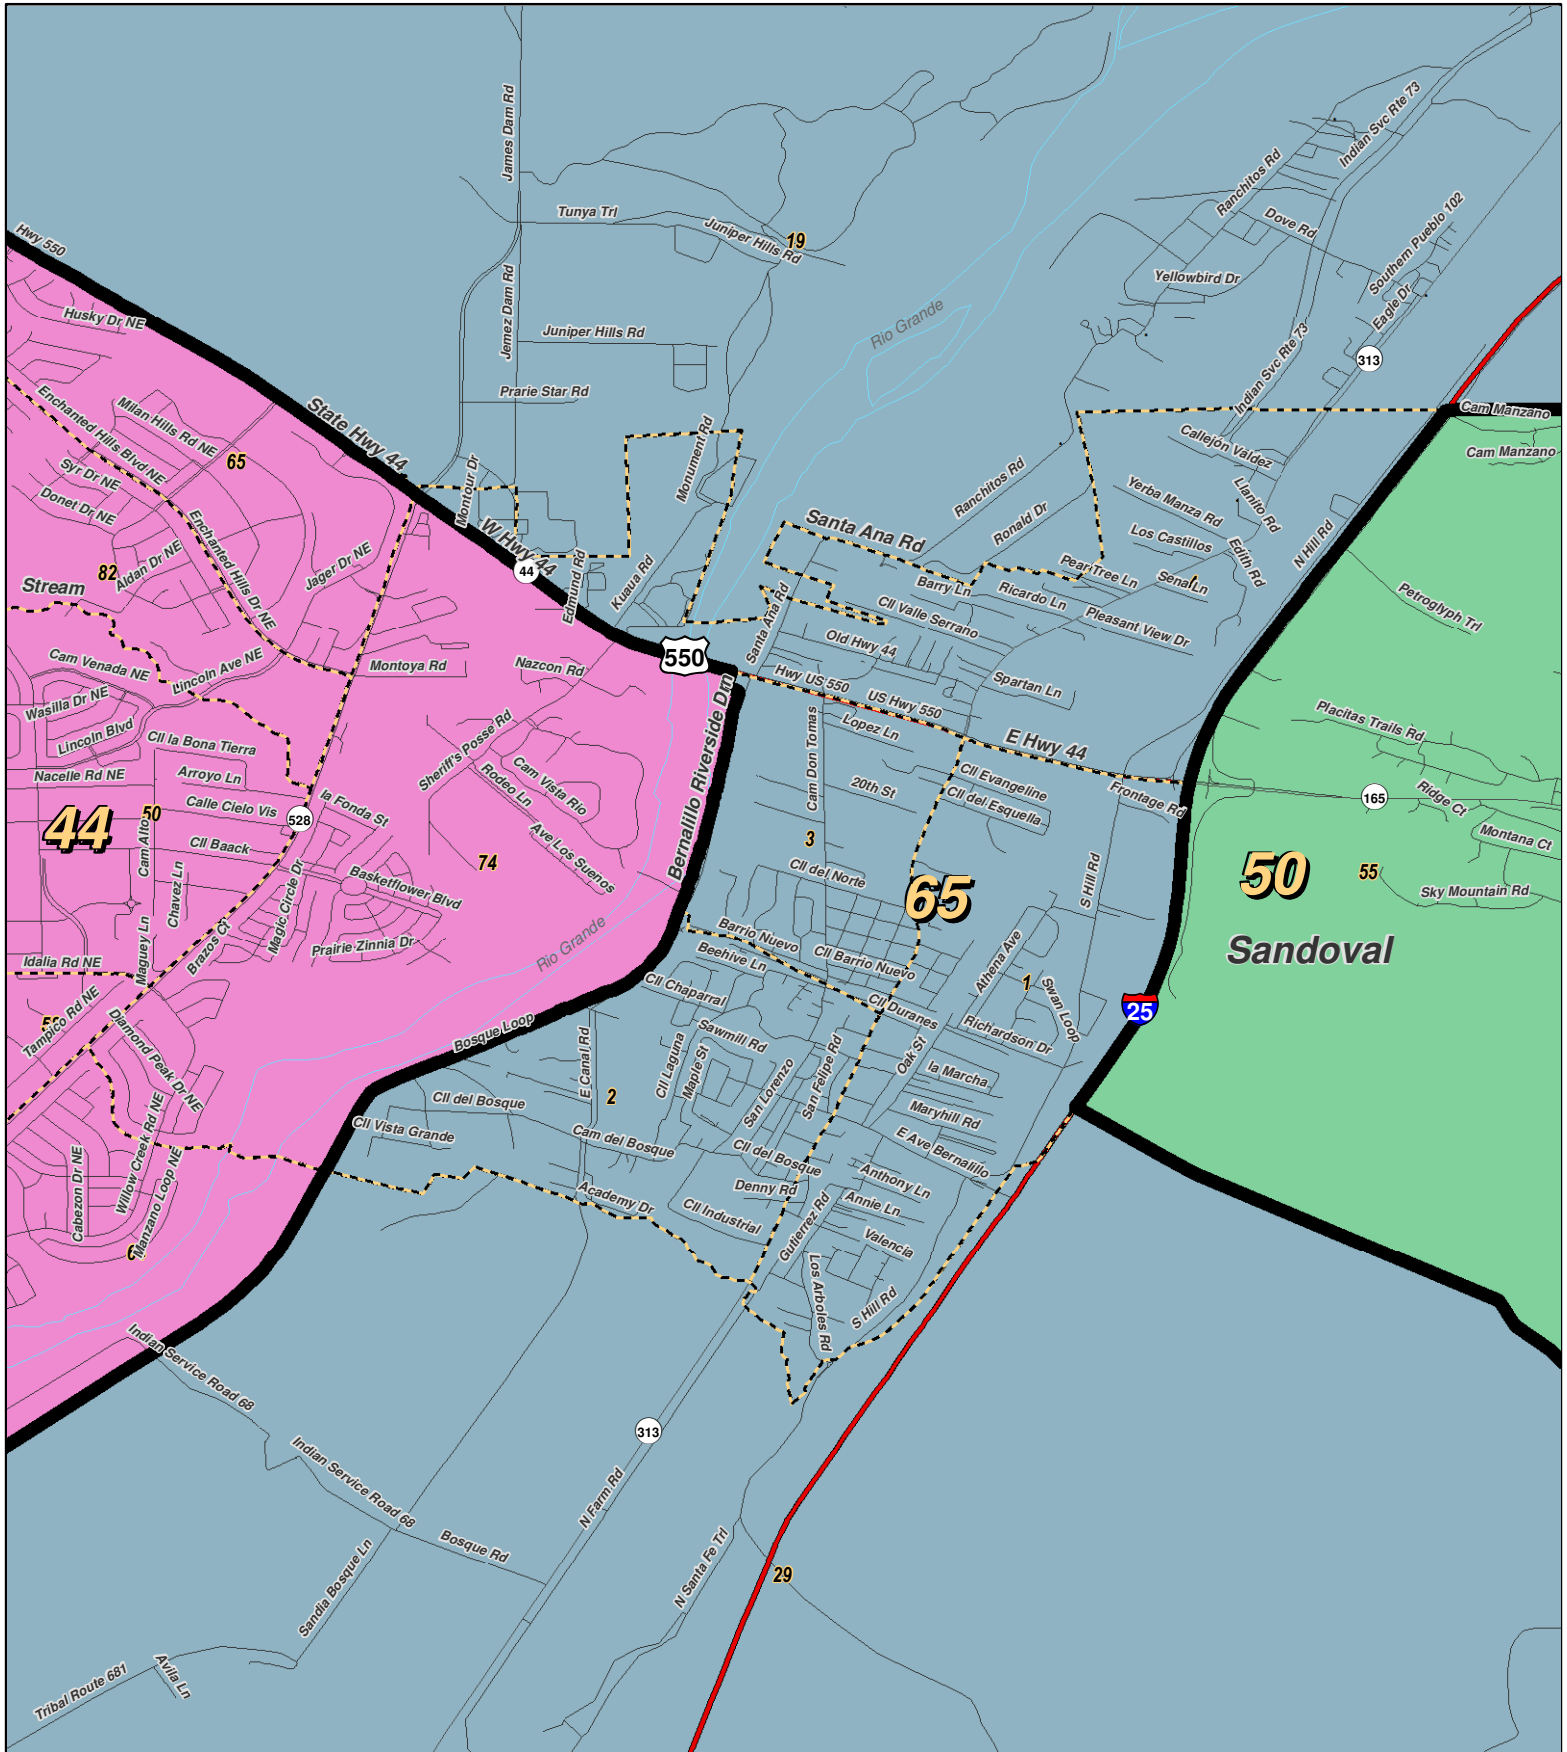 James Dam Rd
Indian Svc Rte 73
Ranchitos Rd
Tunya Trl
Juniper Hills Rd
19
Dove Rd
Southern Pueblo 102
Hwy 550
Yellowbird Dr
Eagle Dr
Husky Dr NE
Jemez Dam Rd
Juniper Hills Rd
Rio Grande
Indian Svc Rte 73
313
Prarie Star Rd
Enchanted Hills Blvd NE
Milan Hills Rd NE
State Hwy 44
Monument Rd
Cam Manzano
Callejón Valdez
Cam Manzano
65
Syr Dr NE
Montour Dr
Ranchitos Rd
Yerba Manza Rd
Llanito Rd
Donet Dr NE
Enchanted Hills Dr NE
W Hwy 44
Santa Ana Rd
Ronald Dr
Los Castillos
Edith Rd
N Hill Rd
Aldan Dr NE
Jager Dr NE
82
44
Edmund Rd
Kuaua Rd
Barry Ln
Pear Tree Ln
Ricardo Ln
Sena Ln
Stream
Petroglyph Trl
Cll Valle Serrano
Pleasant View Dr
Santa Ana Rd
Old Hwy 44
Cam Venada NE
Lincoln Ave NE
Montoya Rd
Nazcon Rd
550
Hwy US 550
US Hwy 550
Spartan Ln
Wasilla Dr NE
Lincoln Blvd
Bernalillo Riverside Drn
Lopez Ln
Placitas Trails Rd
Cll la Bona Tierra
Sheriff's Posse Rd
Cam Don Tomas
E Hwy 44
Nacelle Rd NE
Arroyo Ln
Cam Vista Rio
Rodeo Ln
20th St
Cll Evangeline
Cll del Esquella
Frontage Rd
165
Ridge Ct
Calle Cielo Vis
la Fonda St
528
44
50
Cam Alto
Cll Baack
Ave Los Suenos
3
Montana Ct
74
Chavez Ln
Magic Circle Dr
Basketflower Blvd
Cll del Norte
65
S Hill Rd
50
55
Sky Mountain Rd
Maguey Ln
Brazos Ct
Prairie Zinnia Dr
Rio Grande
Barrio Nuevo
Cll Barrio Nuevo
Athena Ave
Sandoval
Idalia Rd NE
Beehive Ln
1
Swan Loop
Cll Chaparral
Cll Duranes
25
Tampico Rd NE
Diamond Peak Dr NE
Bosque Loop
Sawmill Rd
Richardson Dr
E Canal Rd
Cll Laguna
Maple St
San Lorenzo
San Felipe Rd
Oak St
la Marcha
2
Cll del Bosque
Maryhill Rd
Cll Vista Grande
Cam del Bosque
Cll del Bosque
E Ave Bernalillo
Willow Creek Rd NE
Cabezon Dr NE
Manzano Loop NE
Academy Dr
Denny Rd
Anthony Ln
Annie Ln
Cll Industrial
Gutierrez Rd
Valencia
Los Arboles Rd
S Hill Rd
Indian Service Road 68
313
Indian Service Road 68
N Farm Rd
Bosque Rd
Sandia Bosque Ln
N Santa Fe Trl
29
Avila Ln
Tribal Route 681